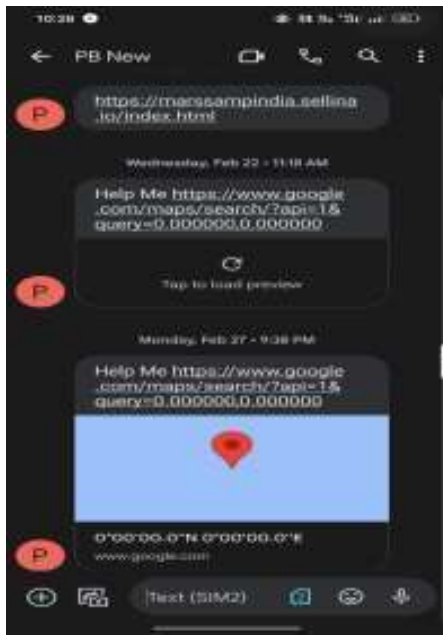 10:28
PB New
P
https://marssampindia.sellina
.io/index.html
Wednesday, Feb 22 • 11:18 AM
Help Me https://www.google
.com/maps/search/?api=1&
query=0.000000,0.000000
Tap to load preview
P
Monday, Feb 27 • 9:38 PM
Help Me https://www.google
.com/maps/search/?api=1&
query=0.000000,0.000000
0°00'00.0"N 0°00'00.0"E
www.google.com
P
Text (SIM2)